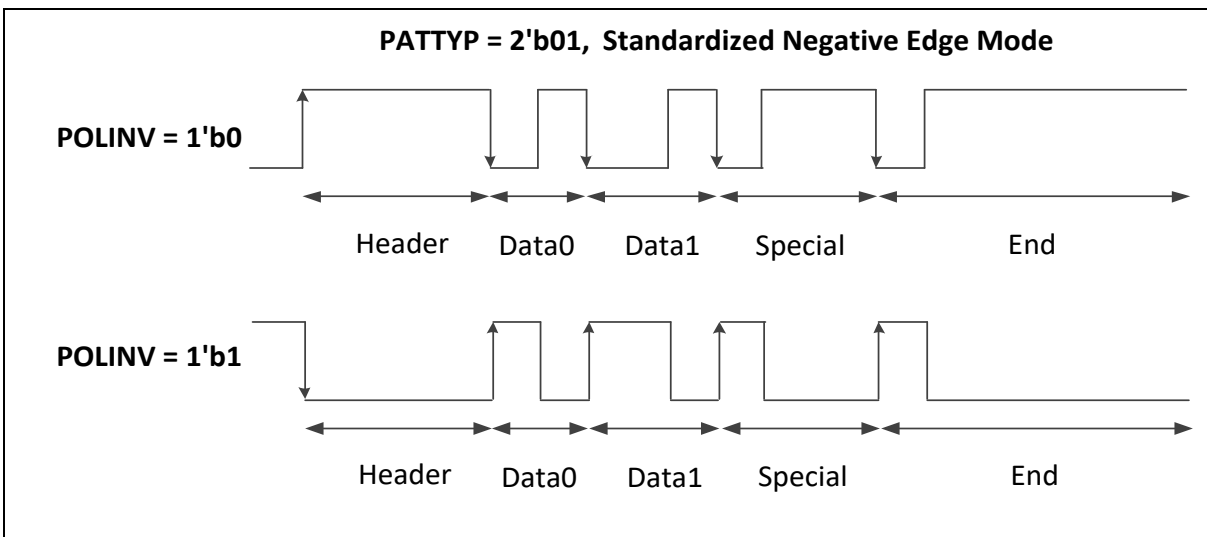 PATTYP = 2'b01, Standardized Negative Edge Mode
POLINV = 1'b0
Header Data0 Data1 Special End
POLINV = 1'b1
Header Data0 Data1 Special End